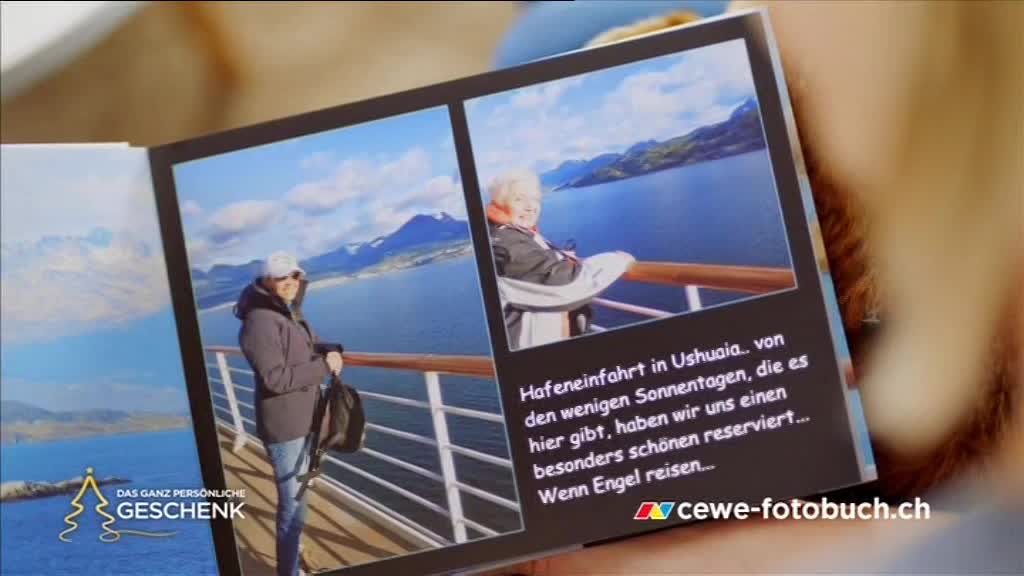 Hafeneinfahrt in Ushuaia.. von
den wenigen Sonnentagen, die es
hier gibt, haben wir uns einen
besonders schönen reserviert...
Wenn Engel reisen...
DAS GANZ PERSÖNLICHE
GESCHENK
cewe-fotobuch.ch